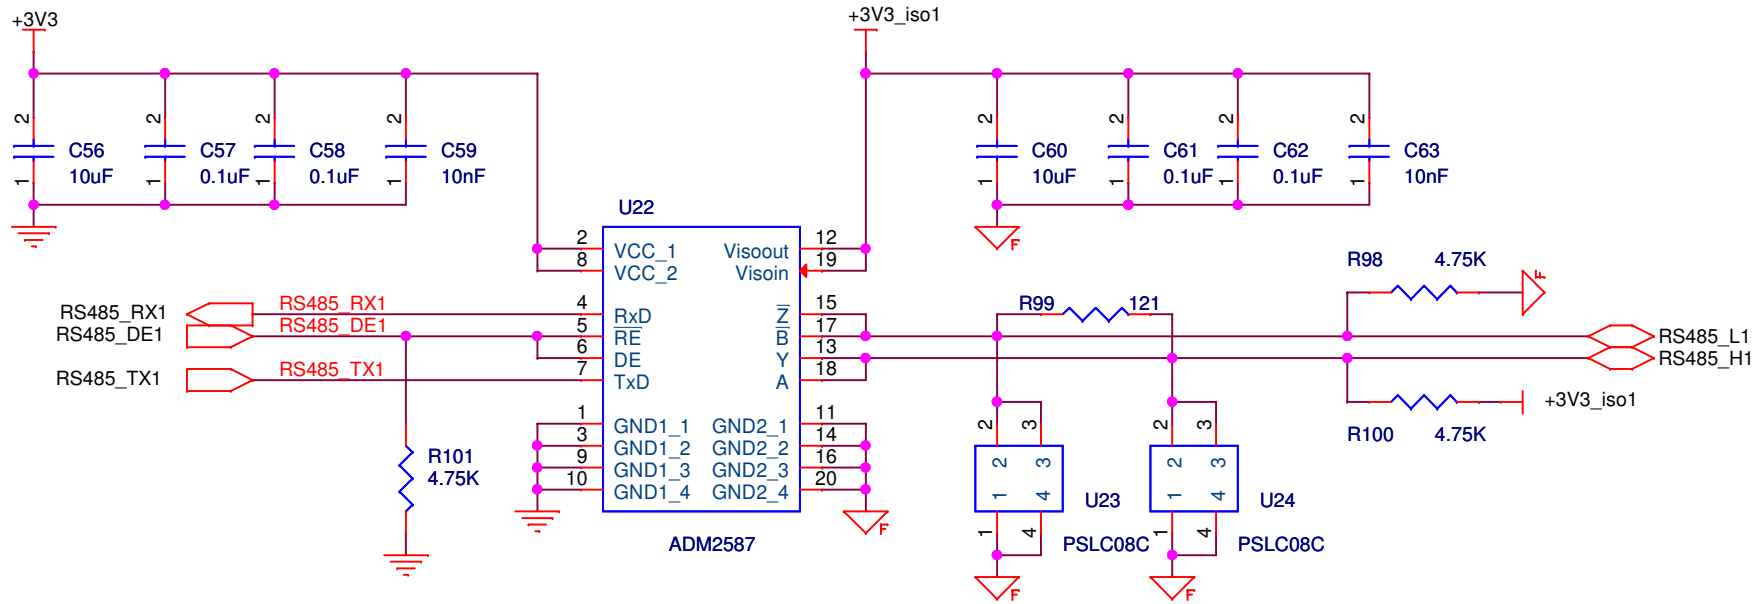 +3V3
+3V3_iso1
2
2
2
2
2
2
2
2
C56
C57
C58
C59
C60
C61
C62
C63
10uF
0.1uF
0.1uF
10nF
10uF
0.1uF
0.1uF
10nF
1
1
1
1
1
1
1
1
U22
F
2
VCC_1
Visoout
12
8
VCC_2
Visoin
19
R98
4.75K
F
RS485_RX1
RS485_RX1
4
RxD
Z
15
R99
121
RS485_DE1
RS485_DE1
5
RE
B
17
RS485_L1
6
DE
Y
13
RS485_H1
RS485_TX1
RS485_TX1
7
TxD
A
18
+3V3_iso1
R100
4.75K
1
GND1_1
GND2_1
11
3
GND1_2
GND2_2
14
9
GND1_3
GND2_3
16
10
GND1_4
GND2_4
20
R101
4.75K
F
2
3
2
3
2
3
2
3
1
4
1
4
U23
U24
1
4
1
4
ADM2587
PSLC08C
PSLC08C
F
F